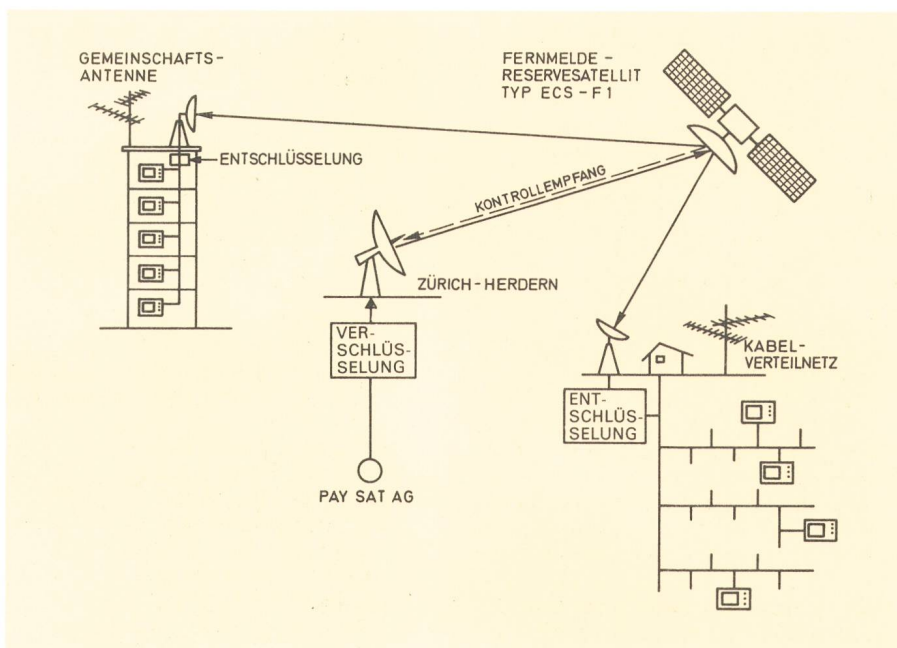 GEMEINSCHAFTS-
ANTENNE
FERNMELDE-
RESERVESATELLIT
TYP ECS-F1
ENTSCHLÜSSELUNG
KONTROLLEMPFANG
ZÜRICH-HERDERN
VER-
SCHLÜS-
SELUNG
KABEL-
VERTEILNETZ
ENT-
SCHLÜS-
SELUNG
PAY SAT AG